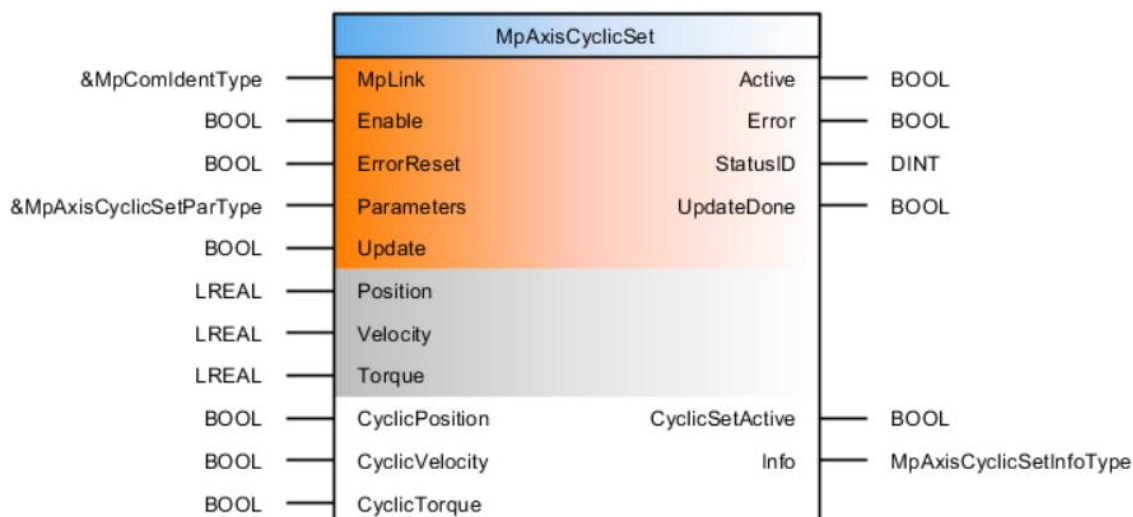 MpAxisCyclicSet
&MpComIdentType MpLink Active BOOL
BOOL Enable Error BOOL
BOOL ErrorReset StatusID DINT
&MpAxisCyclicSetParType Parameters UpdateDone BOOL
BOOL Update
LREAL Position
LREAL Velocity
LREAL Torque
BOOL CyclicPosition CyclicSetActive BOOL
BOOL CyclicVelocity Info MpAxisCyclicSetInfoType
BOOL CyclicTorque